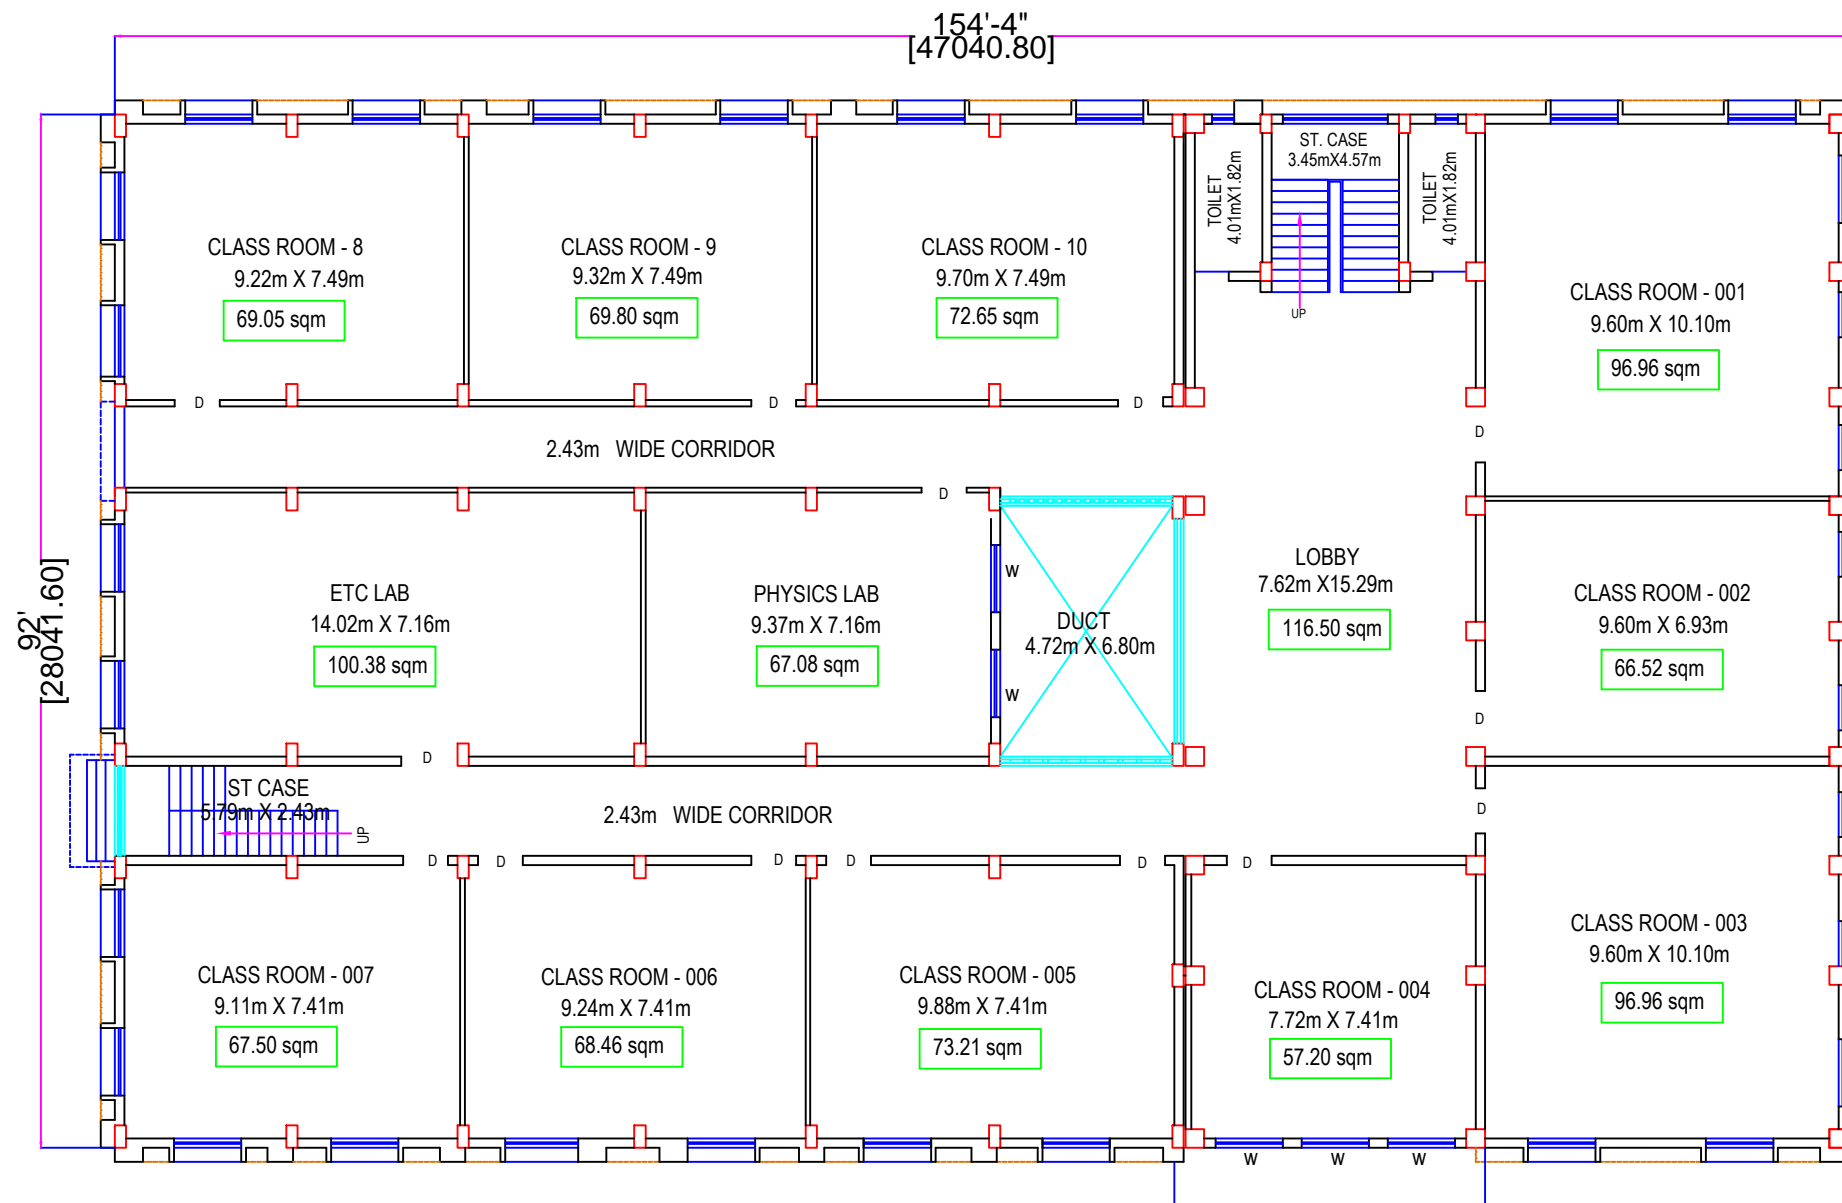 154'-4"
[47040.80]
92'
[28041.60]
CLASS ROOM - 8
9.22m X 7.49m
69.05 sqm
CLASS ROOM - 9
9.32m X 7.49m
69.80 sqm
CLASS ROOM - 10
9.70m X 7.49m
72.65 sqm
TOILET
4.01mX1.82m
ST. CASE
3.45mX4.57m
UP
TOILET
4.01mX1.82m
CLASS ROOM - 001
9.60m X 10.10m
96.96 sqm
D
D
D
D
2.43m WIDE CORRIDOR
D
ETC LAB
14.02m X 7.16m
100.38 sqm
PHYSICS LAB
9.37m X 7.16m
67.08 sqm
W
W
DUCT
4.72m X 6.80m
LOBBY
7.62m X15.29m
116.50 sqm
CLASS ROOM - 002
9.60m X 6.93m
66.52 sqm
D
D
D
ST CASE
5.79m X 2.43m
UP
2.43m WIDE CORRIDOR
D
D
D
D
D
D
CLASS ROOM - 007
9.11m X 7.41m
67.50 sqm
CLASS ROOM - 006
9.24m X 7.41m
68.46 sqm
CLASS ROOM - 005
9.88m X 7.41m
73.21 sqm
CLASS ROOM - 004
7.72m X 7.41m
57.20 sqm
CLASS ROOM - 003
9.60m X 10.10m
96.96 sqm
W
W
W